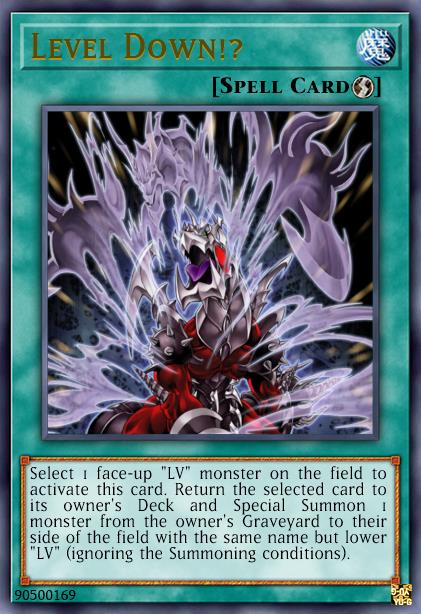 Level Down!?
魔
[Spell Card]
Select 1 face-up "LV" monster on the field to
activate this card. Return the selected card to
its owner's Deck and Special Summon 1
monster from the owner's Graveyard to their
side of the field with the same name but lower
"LV" (ignoring the Summoning conditions).
90500169